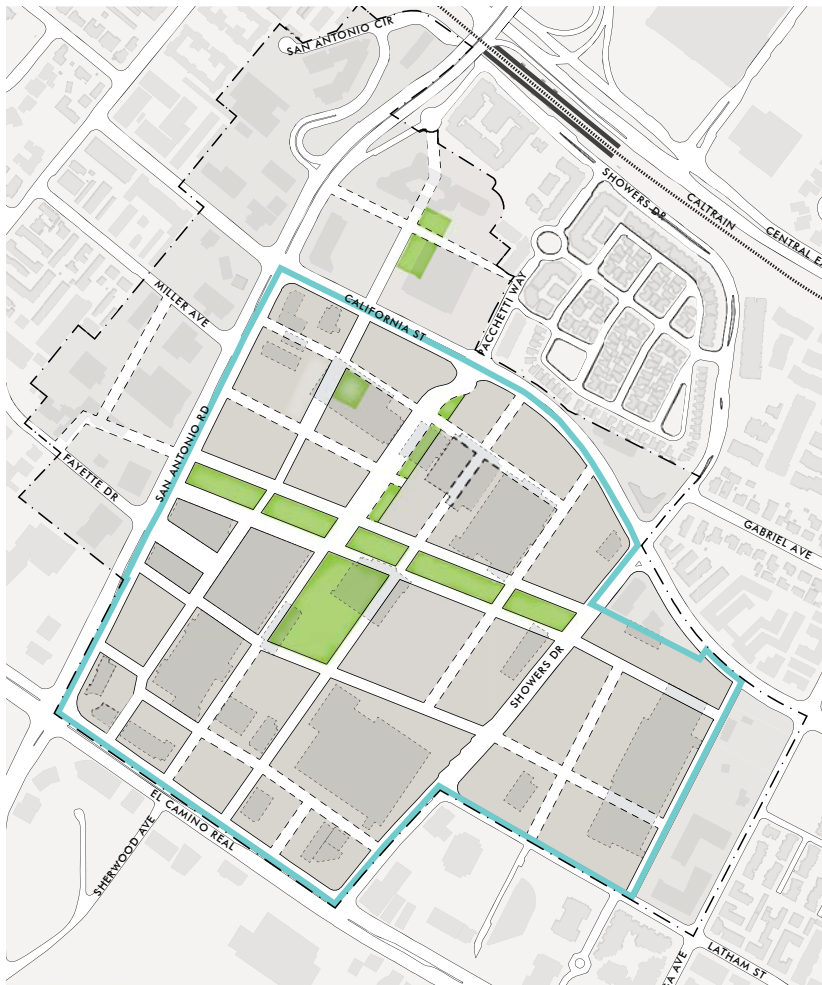 SAN ANTONIO CIR
SHOWERS DR
CALTRAIN
CENTRAL E
PACCHETTI WAY
MILLER AVE
CALIFORNIA ST
SAN ANTONIO RD
FAYETTE DR
GABRIEL AVE
SHOWERS DR
EL CAMINO REAL
SHERWOOD AVE
LATHAM ST
A AVE